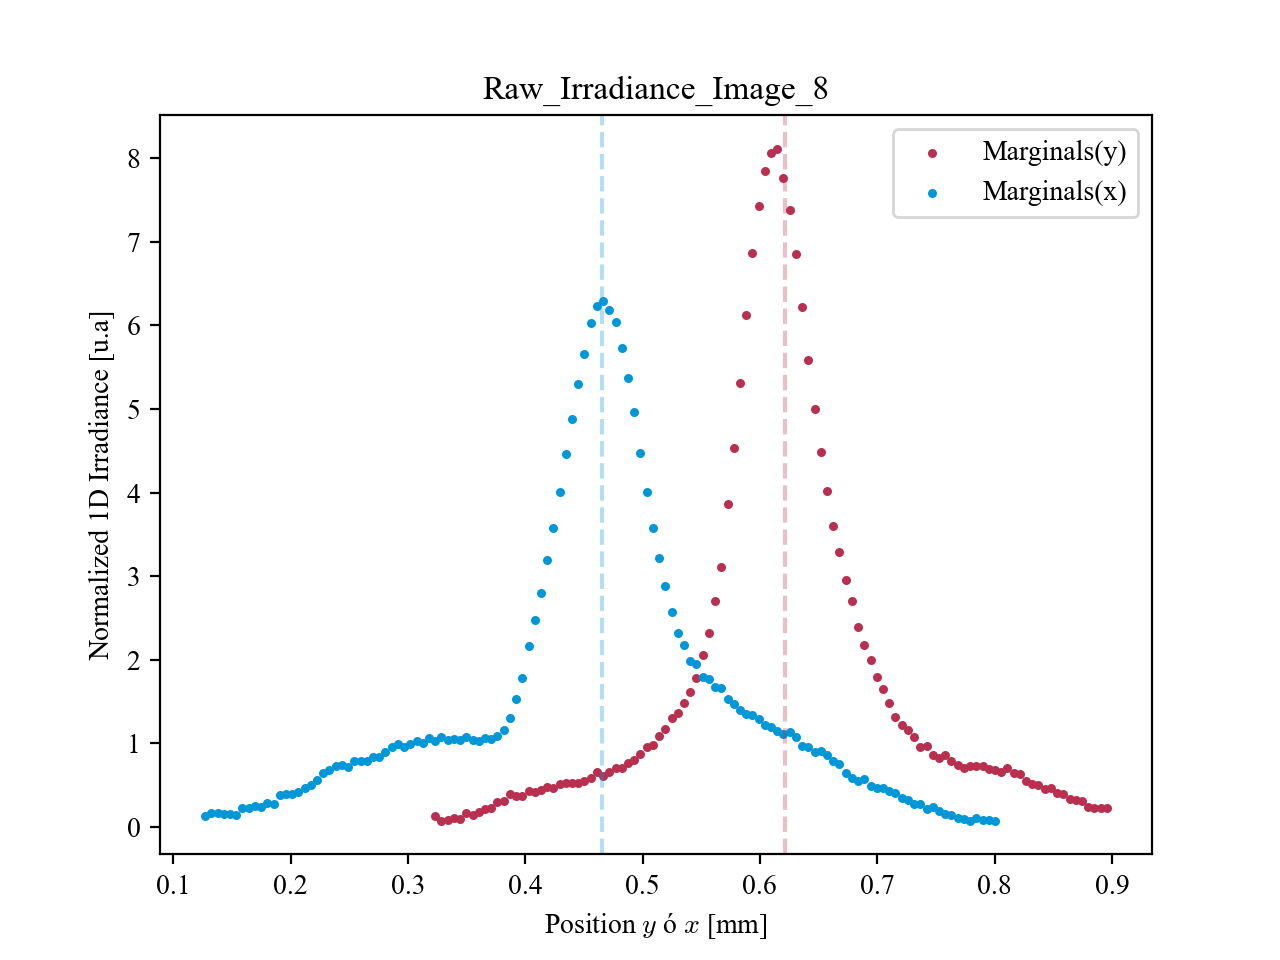 Raw_Irradiance_Image_8
Marginals(y)
Marginals(x)
Normalized 1D Irradiance [u.a]
8
7
6
5
4
3
2
1
0
0.1 0.2 0.3 0.4 0.5 0.6 0.7 0.8 0.9
Position y ó x [mm]